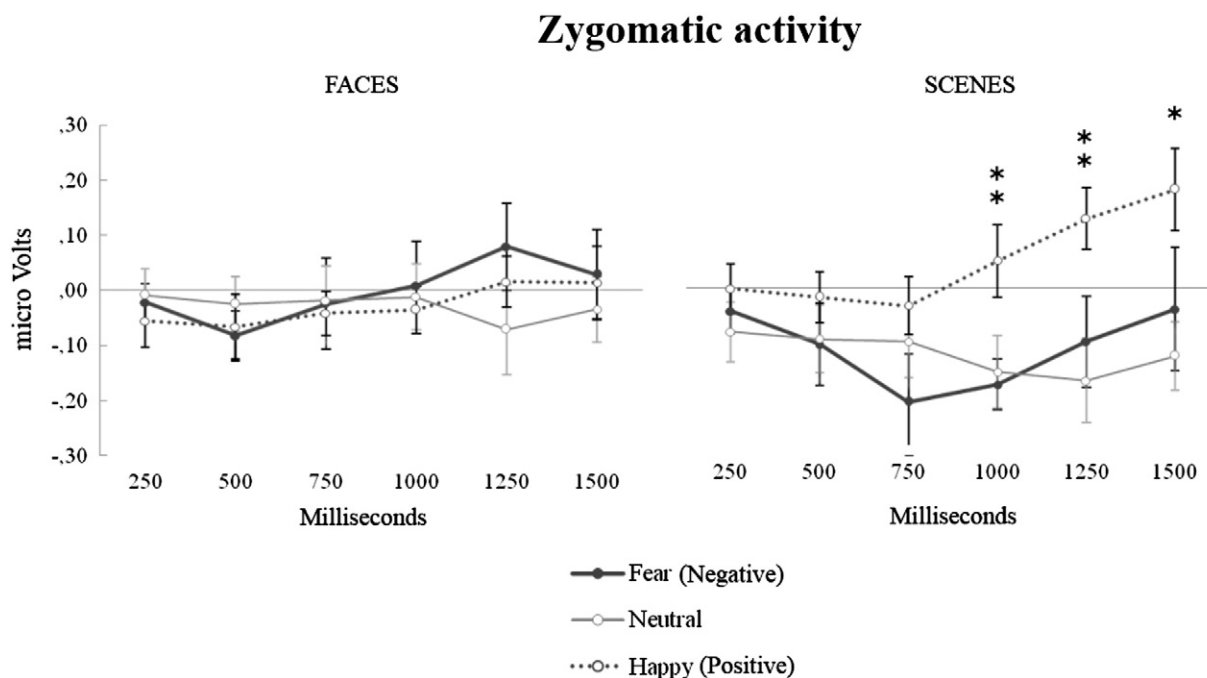 Zygomatic activity
FACES
SCENES
micro Volts
,30
,20
,10
,00
-,10
-,20
-,30
* * * * *
250 500 750 1000 1250 1500
250 500 750 1000 1250 1500
Milliseconds
Milliseconds
Fear (Negative)
Neutral
Happy (Positive)